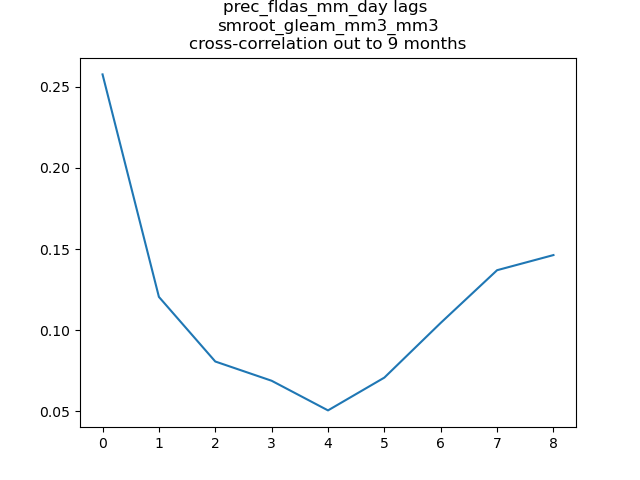 prec_fldas_mm_day lags
smroot_gleam_mm3_mm3
cross-correlation out to 9 months
0.25
0.20
0.15
0.10
0.05
0 1 2 3 4 5 6 7 8